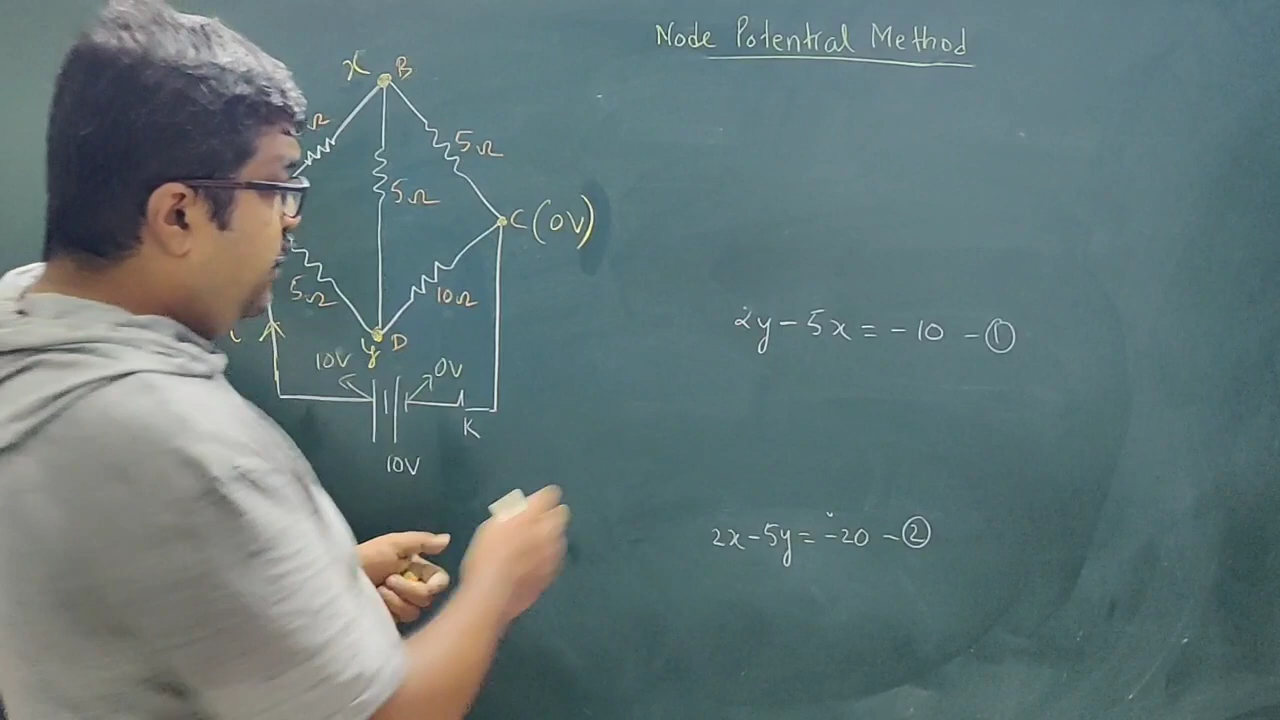 Node Potential Method
x B
Ω
5Ω
5Ω
C (0V)
5Ω
10Ω
y D
10V
0V
K
10V
2y - 5x = -10 - ①
2x - 5y = -20 - ②